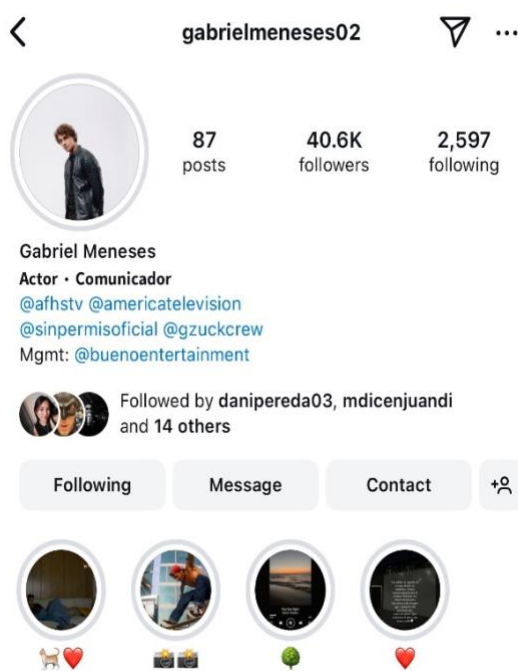 gabrielmeneses02
87
posts
40.6K
followers
2,597
following
Gabriel Meneses
Actor • Comunicador
@afhstv @americatelevision
@sinpermisoficial @gzuckcrew
Mgmt: @buenoentertainment
Followed by danipereda03, mdicenjuandi
and 14 others
Following
Message
Contact